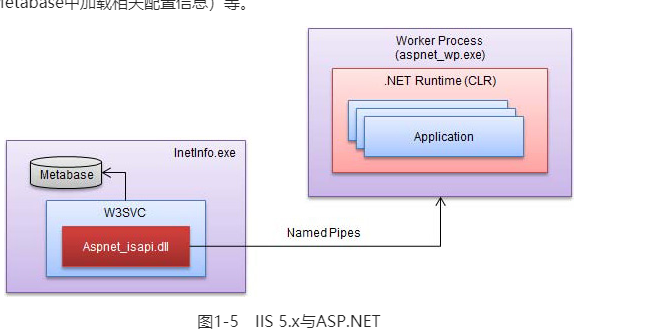 metabase中加载相关配置信息）等。
Worker Process
(aspnet_wp.exe)
.NET Runtime (CLR)
Application
InetInfo.exe
Metabase
W3SVC
Aspnet_isapi.dll
Named Pipes
图1-5 IIS 5.x与ASP.NET